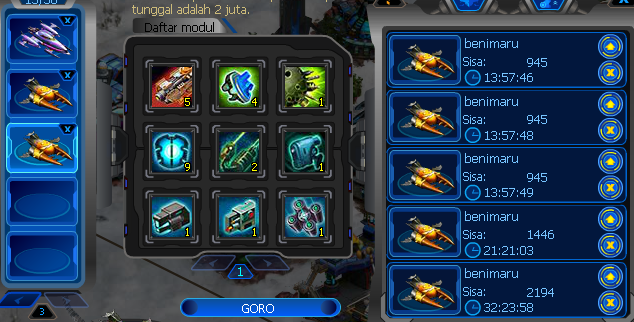 tunggal adalah 2 juta.
Daftar modul
5
4
1
9
2
1
1
1
1
1
GORO
3
benimaru
Sisa: 945
13:57:46
benimaru
Sisa: 945
13:57:48
benimaru
Sisa: 945
13:57:49
benimaru
Sisa: 1446
21:21:03
benimaru
Sisa: 2194
32:23:58